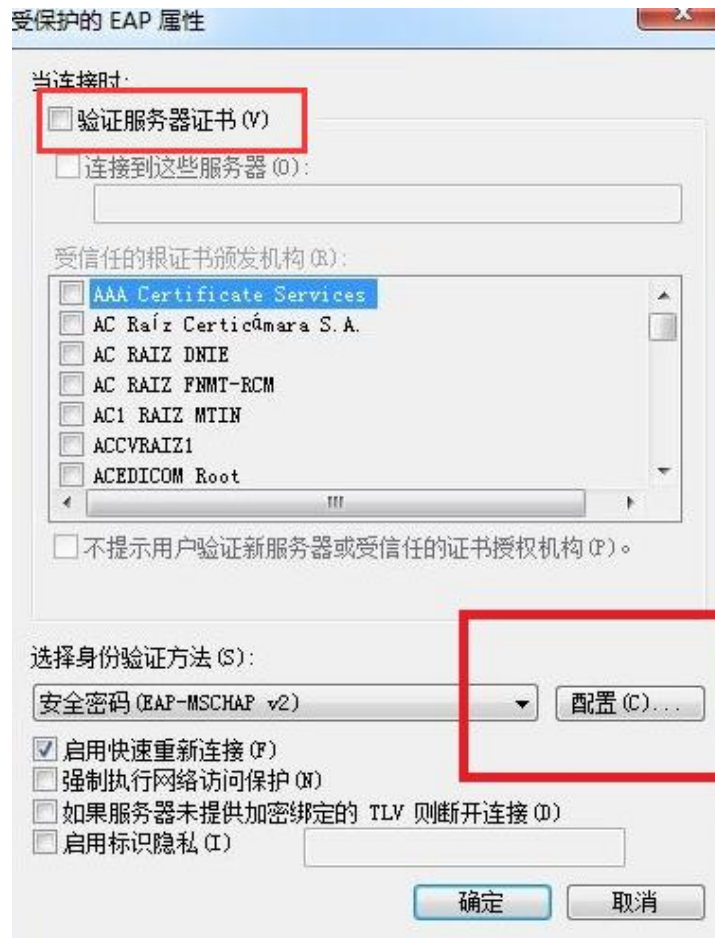 受保护的 EAP 属性
当连接时:
验证服务器证书(V)
连接到这些服务器(O):
受信任的根证书颁发机构(R):
AAA Certificate Services
AC Raíz Certicámara S.A.
AC RAIZ DNIE
AC RAIZ FNMT-RCM
AC1 RAIZ MTIN
ACCVRAIZ1
ACEDICOM Root
不提示用户验证新服务器或受信任的证书授权机构(P)。
选择身份验证方法(S):
安全密码(EAP-MSCHAP v2) 配置(C)...
启用快速重新连接(F)
强制执行网络访问保护(N)
如果服务器未提供加密绑定的 TLV 则断开连接(D)
启用标识隐私(I)
确定 取消